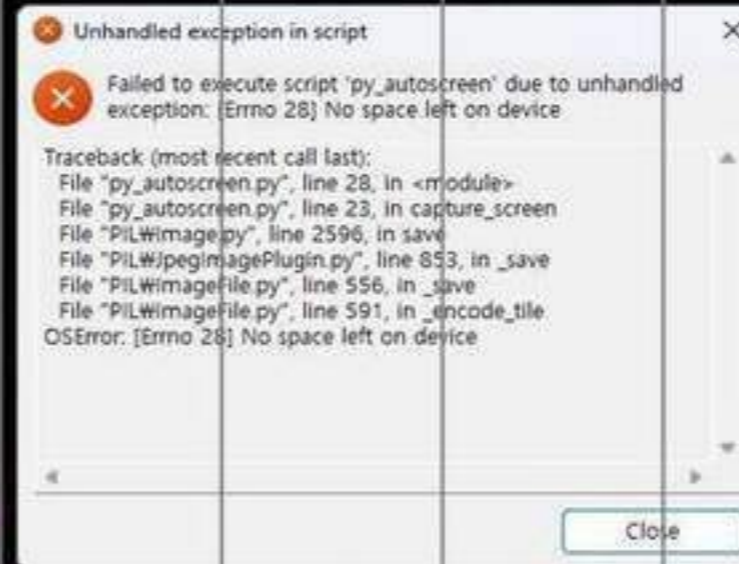 Unhandled exception in script
Failed to execute script 'py_autoscreen' due to unhandled
exception: [Errno 28] No space left on device
Traceback (most recent call last):
File "py_autoscreen.py", line 28, in <module>
File "py_autoscreen.py", line 23, in capture_screen
File "PIL₩Image.py", line 2596, in save
File "PIL₩JpegImagePlugin.py", line 853, in _save
File "PIL₩ImageFile.py", line 556, in _save
File "PIL₩ImageFile.py", line 591, in _encode_tile
OSError: [Errno 28] No space left on device
Close